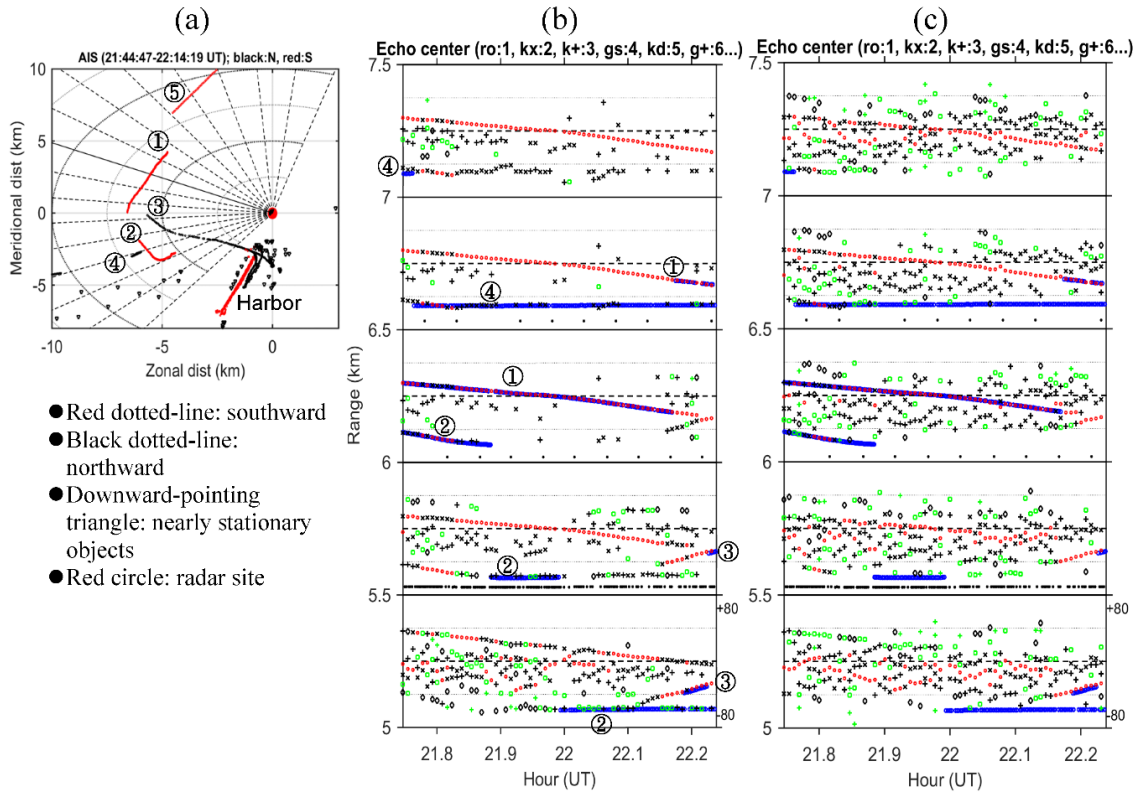 (a)
(b)
(c)
AIS (21:44:47-22:14:19 UT); black:N, red:S
10
5
0
-5
-10
-5
0
Meridional dist (km)
Zonal dist (km)
⑤
①
③
②
④
Harbor
●Red dotted-line: southward
●Black dotted-line:
northward
●Downward-pointing
triangle: nearly stationary
objects
●Red circle: radar site
Echo center (ro:1, kx:2, k+:3, gs:4, kd:5, g+:6...)
7.5
7
6.5
6
5.5
5
Range (km)
④
①
④
①
②
②
③
③
②
+80
-80
21.8
21.9
22
22.1
22.2
Hour (UT)
Echo center (ro:1, kx:2, k+:3, gs:4, kd:5, g+:6...)
+80
-80
21.8
21.9
22
22.1
22.2
Hour (UT)